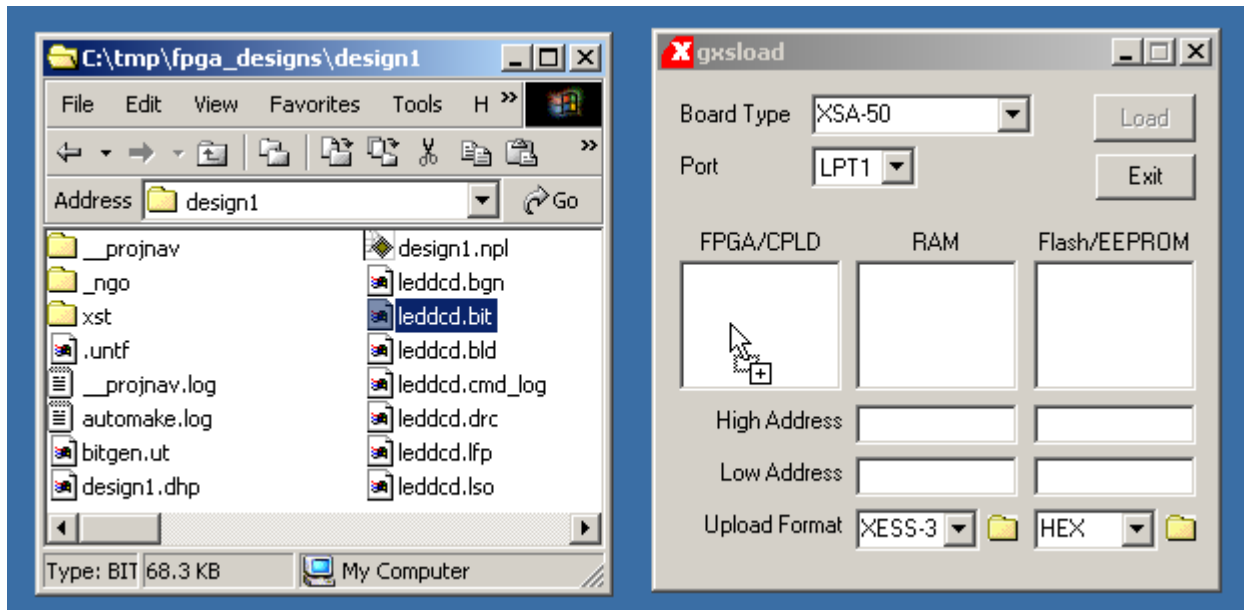 C:\tmp\fpga_designs\design1
File Edit View Favorites Tools H »
»
Address design1 Go
__projnav
_ngo
xst
.untf
__projnav.log
automake.log
bitgen.ut
design1.dhp
design1.npl
leddcd.bgn
leddcd.bit
leddcd.bld
leddcd.cmd_log
leddcd.drc
leddcd.lfp
leddcd.lso
Type: BIT 68.3 KB My Computer
X gxsload
Board Type XSA-50 Load
Port LPT1 Exit
FPGA/CPLD RAM Flash/EEPROM
High Address
Low Address
Upload Format XESS-3 HEX